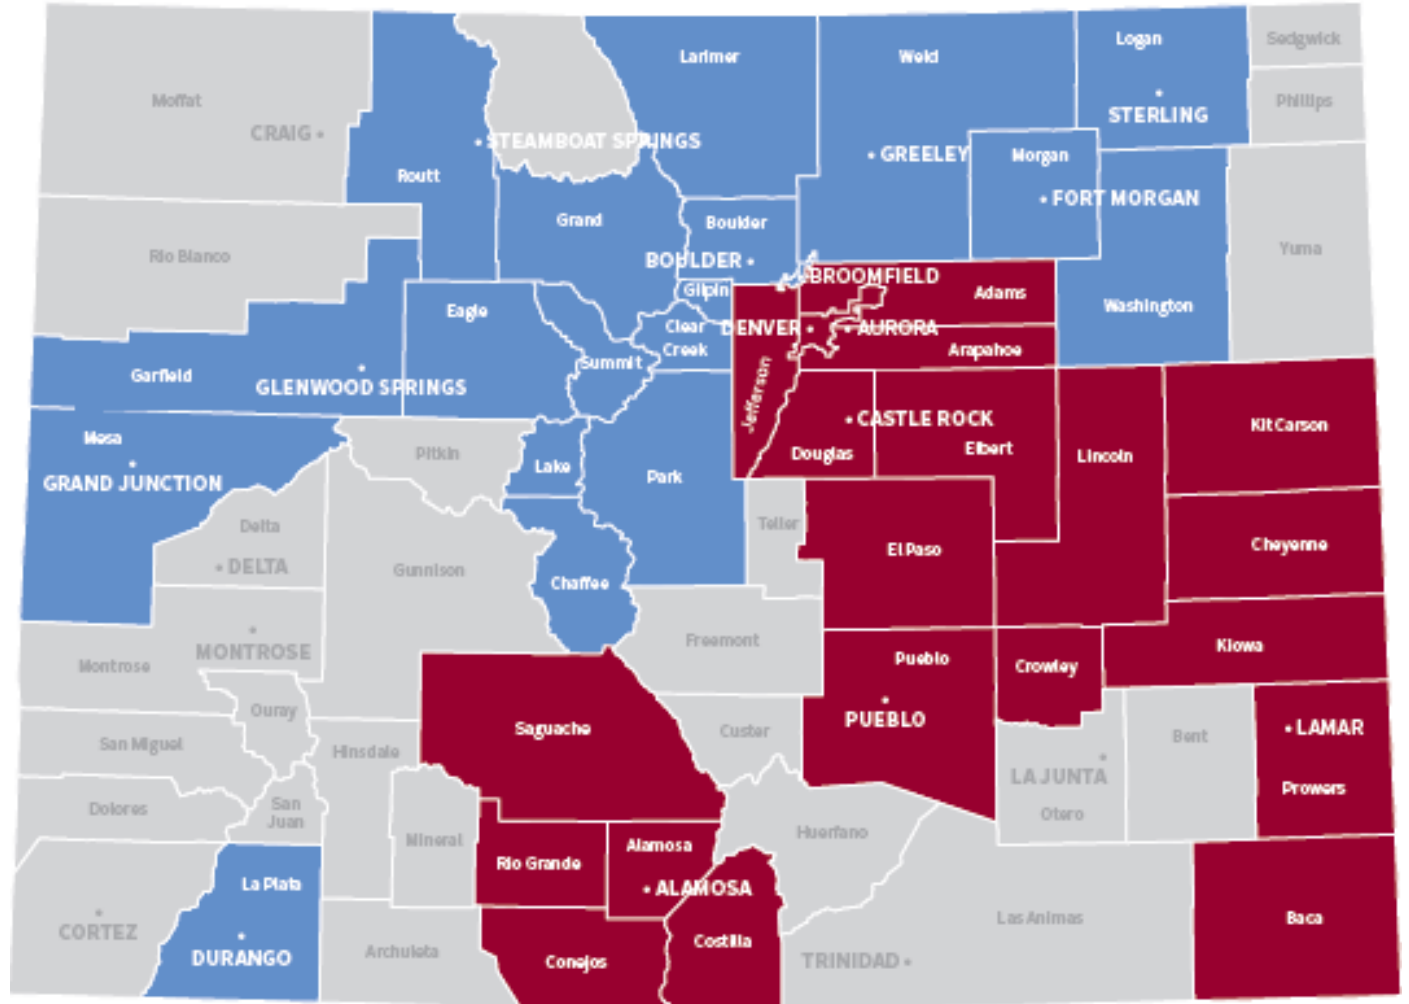 Logan
Sedgwick
Larimer
Weld
Moffat
Phillips
STERLING
CRAIG
STEAMBOAT SPRINGS
GREELEY
Morgan
Routt
FORT MORGAN
Grand
Boulder
Rio Blanco
BOULDER
Yuma
BROOMFIELD
Gilpin
Adams
Eagle
Washington
Clear
Creek
DENVER
AURORA
Arapahoe
Summit
Garfield
GLENWOOD SPRINGS
Jefferson
CASTLE ROCK
Kit Carson
Mesa
Pitkin
Douglas
Elbert
Lincoln
Lake
Park
GRAND JUNCTION
Delta
Teller
El Paso
Cheyenne
DELTA
Gunnison
Chaffee
Freemont
Kiowa
MONTROSE
Montrose
Pueblo
Crowley
Ouray
PUEBLO
Saguache
Custer
LAMAR
San Miguel
Hinsdale
Bent
LA JUNTA
Prowers
Dolores
San
Juan
Otero
Mineral
Huerfano
Alamosa
Rio Grande
La Plata
ALAMOSA
CORTEZ
Las Animas
Baca
Costilla
DURANGO
Archuleta
Conejos
TRINIDAD